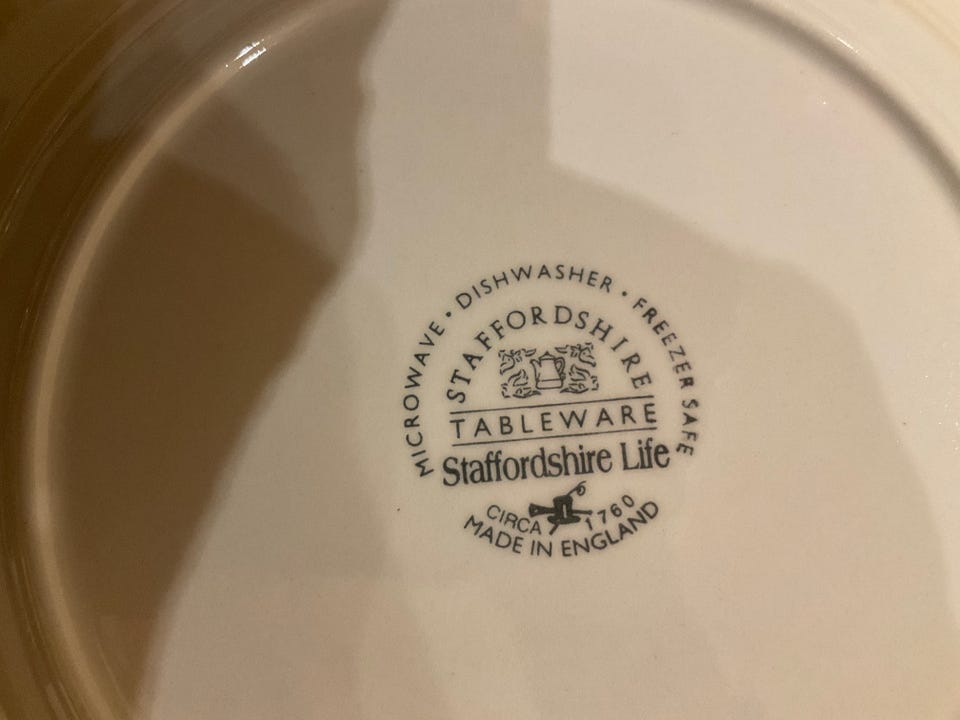 MICROWAVE • DISHWASHER • FREEZER SAFE
STAFFORDSHIRE
TABLEWARE
Staffordshire Life
CIRCA 1760
MADE IN ENGLAND